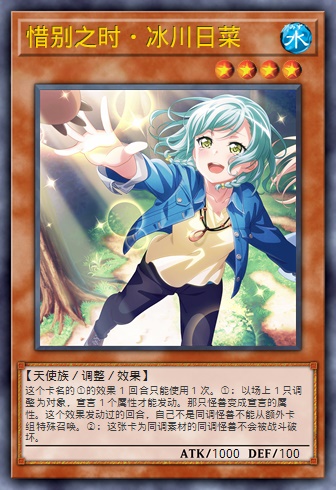 惜别之时·冰川日菜
水
【天使族／调整／效果】
这个卡名的①的效果1回合只能使用1次。①：以场上1只调
整为对象，宣言1个属性才能发动。那只怪兽变成宣言的属
性。这个效果发动过的回合，自己不是同调怪兽不能从额外卡
组特殊召唤。②：这张卡为同调素材的同调怪兽不会被战斗破
坏。
ATK/1000 DEF/100